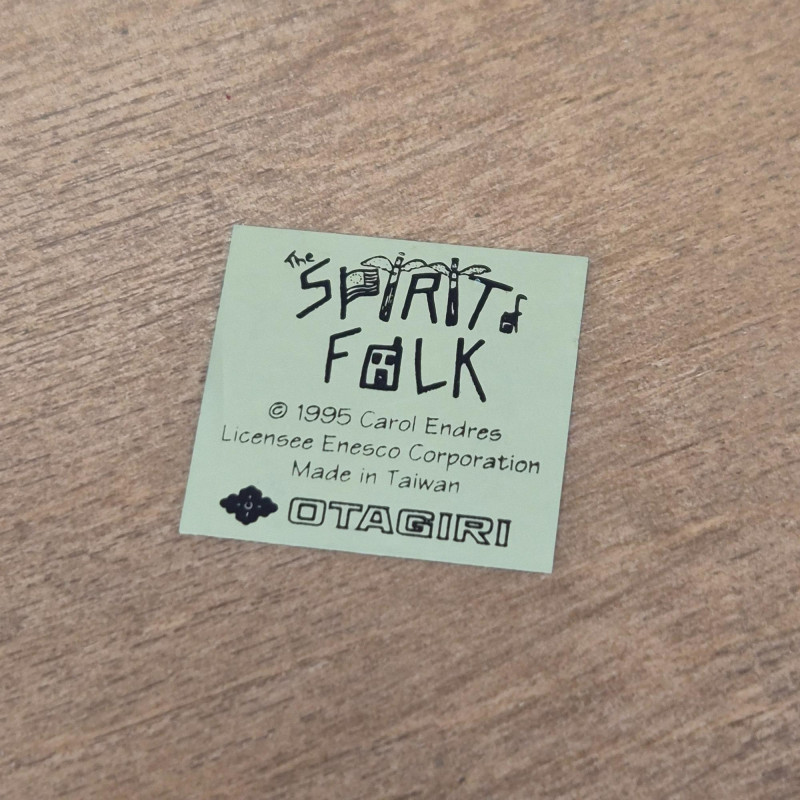 The SPIRIT of
FOLK
© 1995 Carol Endres
Licensee Enesco Corporation
Made in Taiwan
OTAGIRI